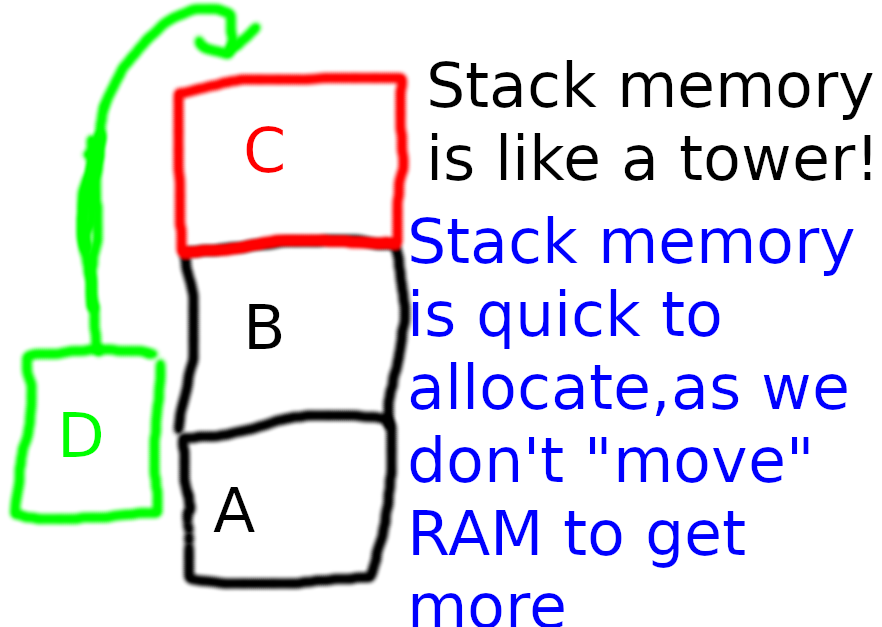 Stack memory
is like a tower!
C
Stack memory
is quick to
allocate,as we
don't "move"
RAM to get
more
B
D
A